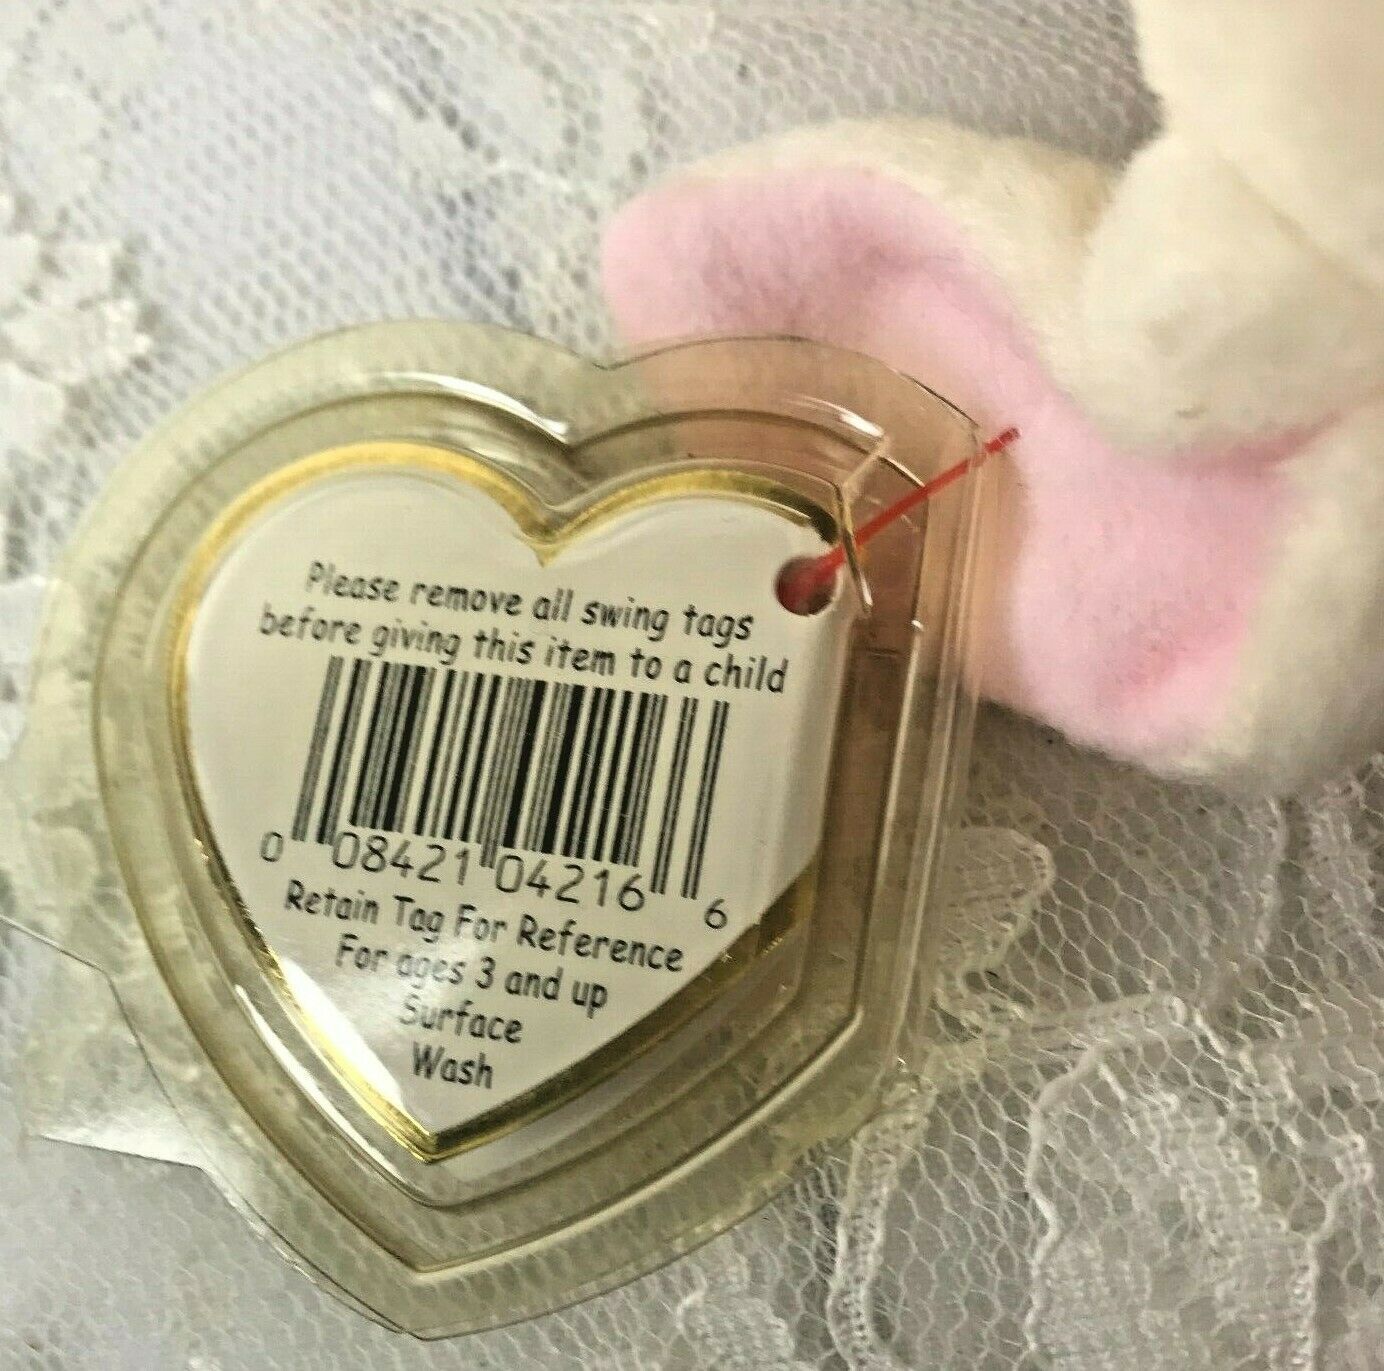 Please remove all swing tags
before giving this item to a child
0 08421 04216 6
Retain Tag For Reference
For ages 3 and up
Surface
Wash